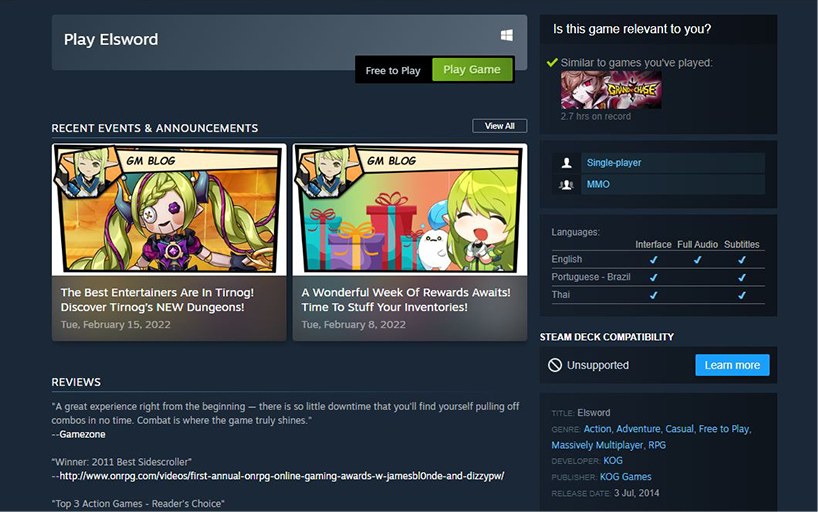 Play Elsword
Free to Play
Play Game
RECENT EVENTS & ANNOUNCEMENTS
View All
GM BLOG
The Best Entertainers Are In Tirnog!
Discover Tirnog's NEW Dungeons!
Tue, February 15, 2022
GM BLOG
A Wonderful Week Of Rewards Awaits!
Time To Stuff Your Inventories!
Tue, February 8, 2022
REVIEWS
"A great experience right from the beginning — there is so little downtime that you'll find yourself pulling off
combos in no time. Combat is where the game truly shines."
--Gamezone
"Winner: 2011 Best Sidescroller"
--http://www.onrpg.com/videos/first-annual-onrpg-online-gaming-awards-w-jamesbl0nde-and-dizzypw/
"Top 3 Action Games - Reader's Choice"
Is this game relevant to you?
Similar to games you've played:
GRANDCHASE
2.7 hrs on record
Single-player
MMO
Languages:
Interface Full Audio Subtitles
English ✔ ✔ ✔
Portuguese - Brazil ✔ ✔
Thai ✔ ✔
STEAM DECK COMPATIBILITY
Unsupported
Learn more
TITLE: Elsword
GENRE: Action, Adventure, Casual, Free to Play,
Massively Multiplayer, RPG
DEVELOPER: KOG
PUBLISHER: KOG Games
RELEASE DATE: 3 Jul, 2014